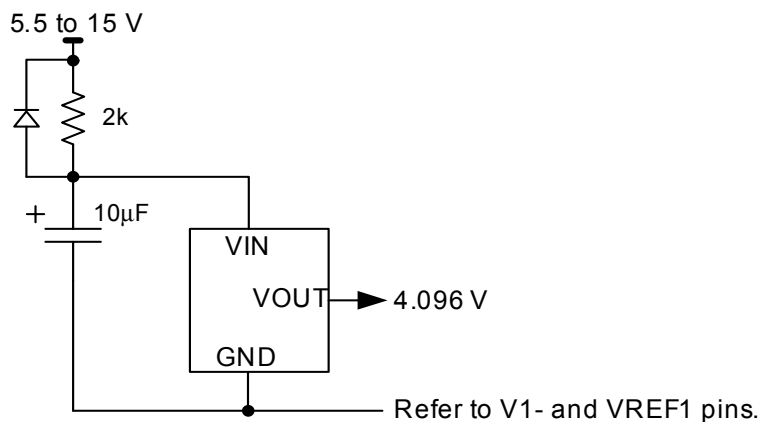 5.5 to 15 V
2k
+
10μF
VIN
VOUT
4.096 V
GND
Refer to V1- and VREF1 pins.